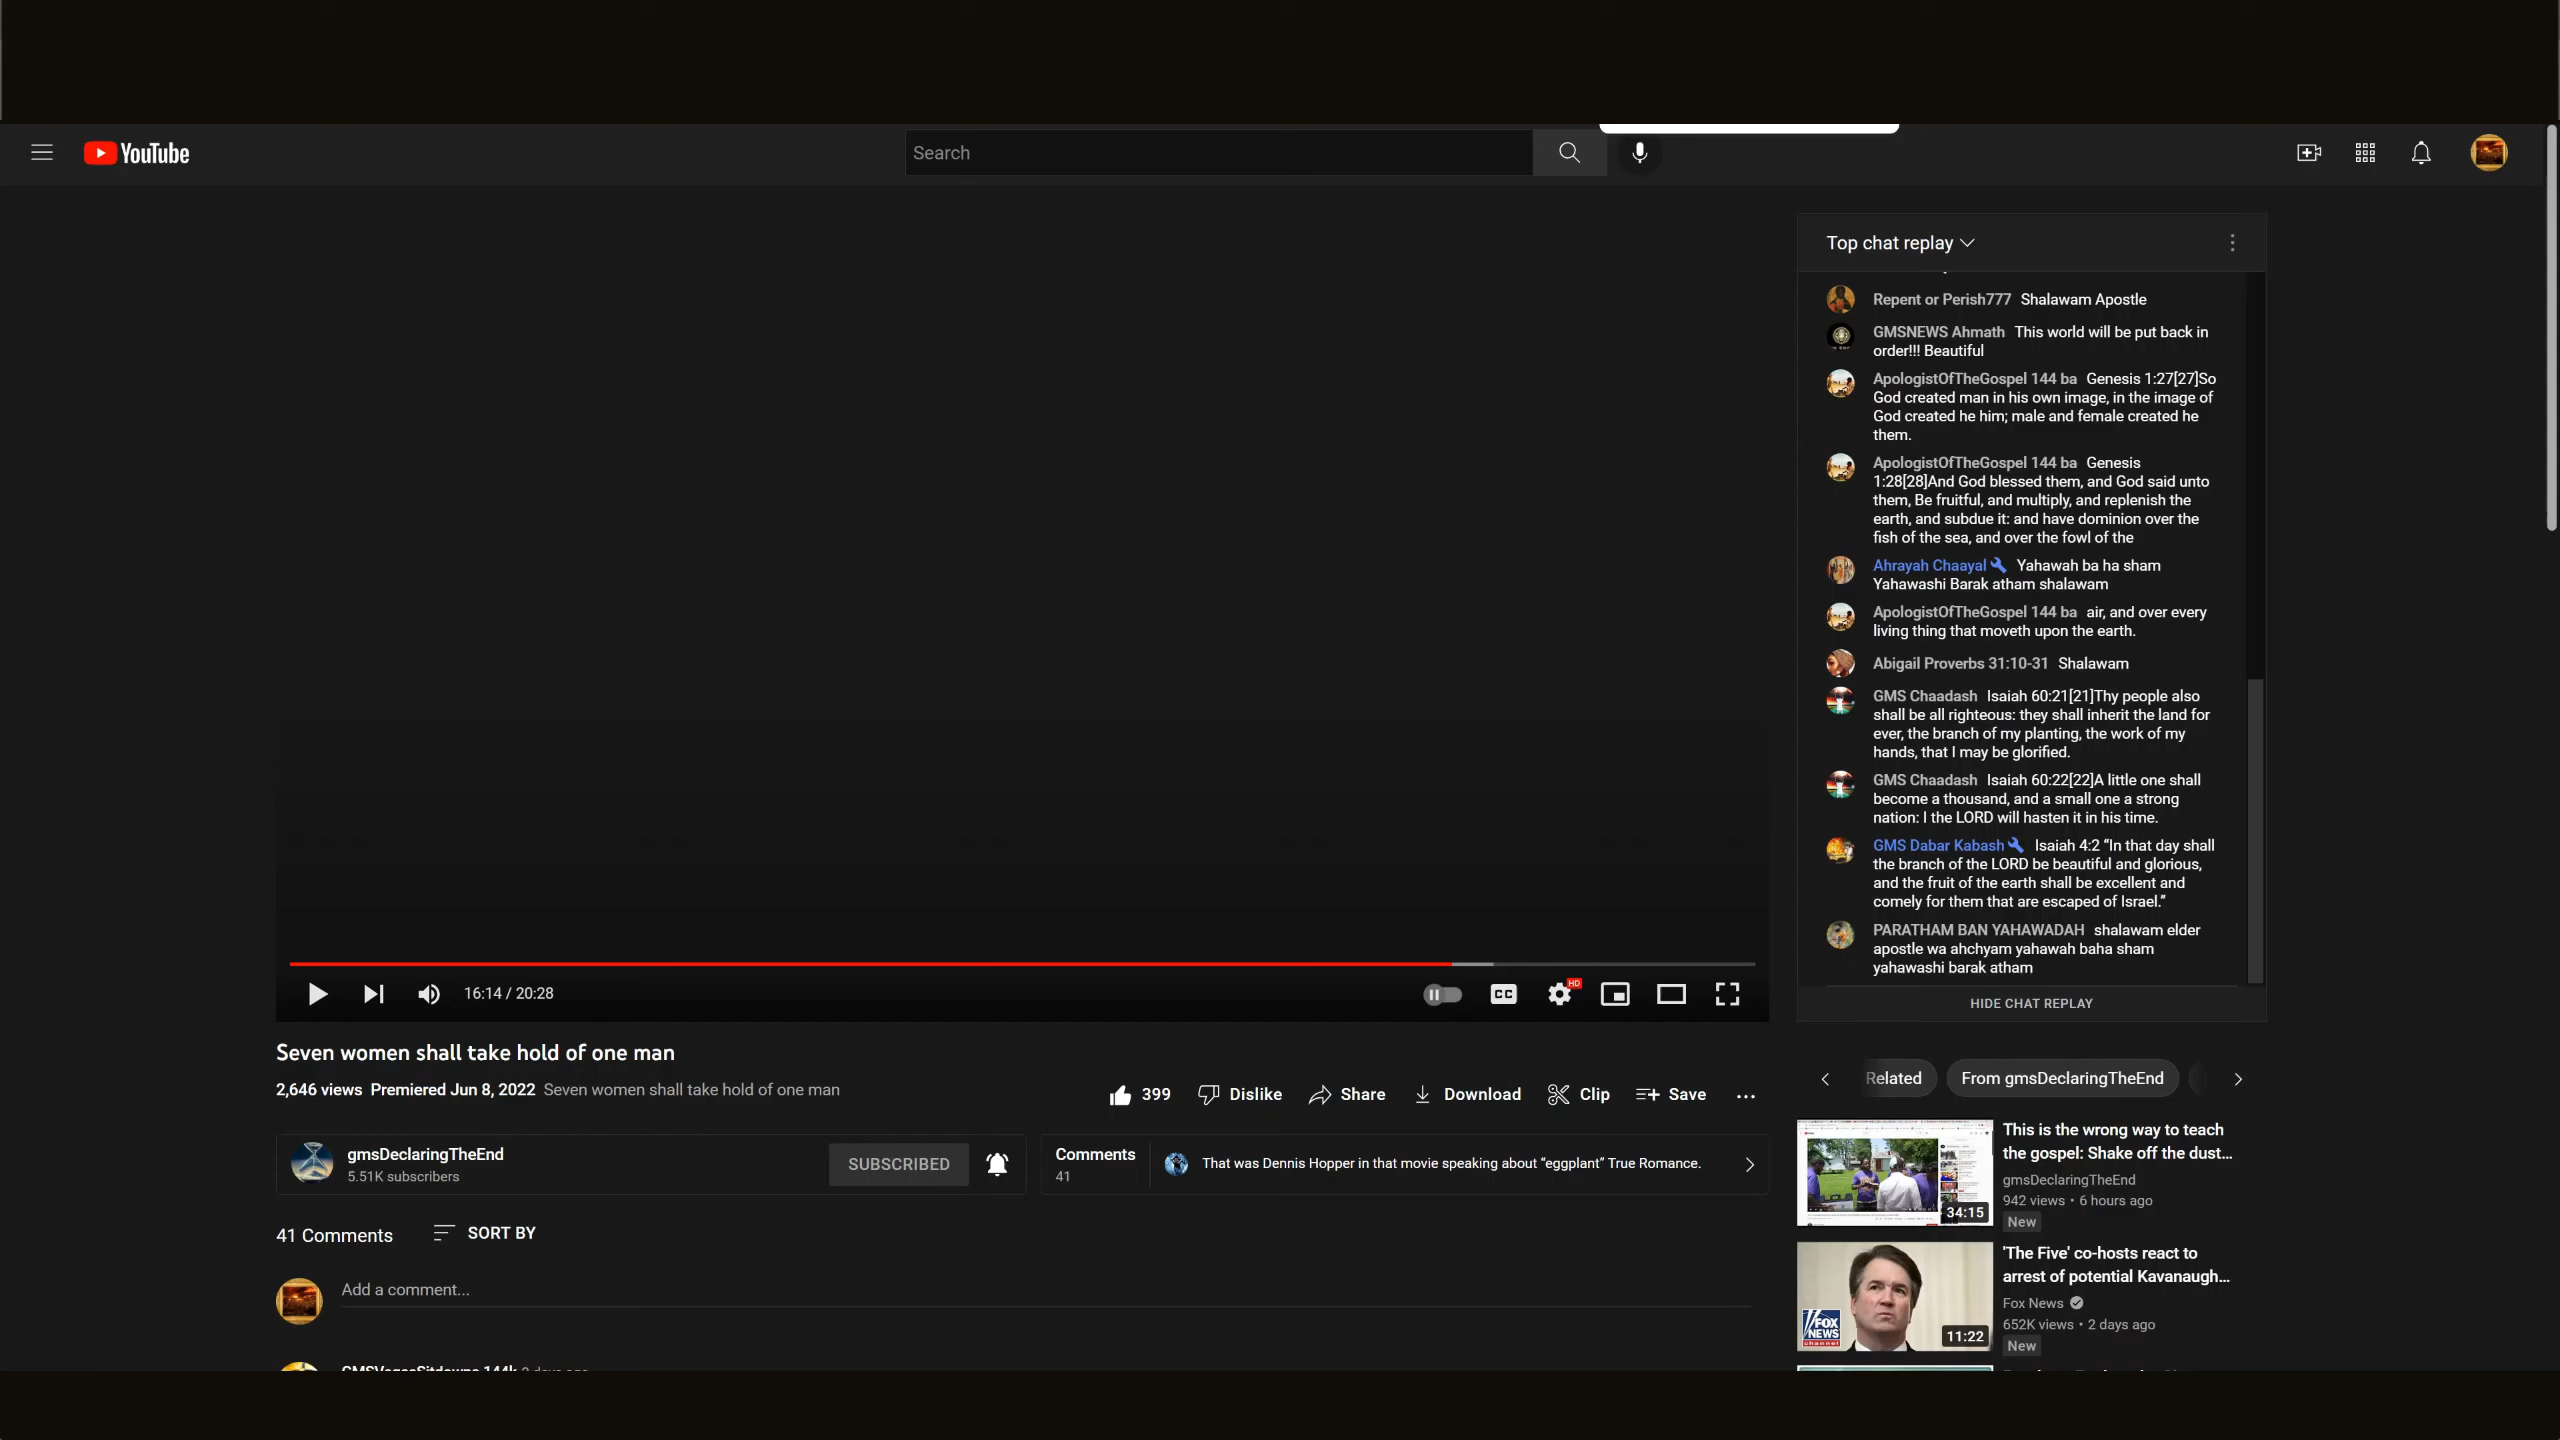 YouTube
Search
Top chat replay
Repent or Perish777 Shalawam Apostle
GMSNEWS Ahmath This world will be put back in
order!!! Beautiful
ApologistOfTheGospel 144 ba Genesis 1:27[27]So
God created man in his own image, in the image of
God created he him; male and female created he
them.
ApologistOfTheGospel 144 ba Genesis
1:28[28]And God blessed them, and God said unto
them, Be fruitful, and multiply, and replenish the
earth, and subdue it: and have dominion over the
fish of the sea, and over the fowl of the
Ahrayah Chaayal Yahawah ba ha sham
Yahawashi Barak atham shalawam
ApologistOfTheGospel 144 ba air, and over every
living thing that moveth upon the earth.
Abigail Proverbs 31:10-31 Shalawam
GMS Chaadash Isaiah 60:21[21]Thy people also
shall be all righteous: they shall inherit the land for
ever, the branch of my planting, the work of my
hands, that I may be glorified.
GMS Chaadash Isaiah 60:22[22]A little one shall
become a thousand, and a small one a strong
nation: I the LORD will hasten it in his time.
GMS Dabar Kabash Isaiah 4:2 “In that day shall
the branch of the LORD be beautiful and glorious,
and the fruit of the earth shall be excellent and
comely for them that are escaped of Israel.”
PARATHAM BAN YAHAWADAH shalawam elder
apostle wa ahchyam yahawah baha sham
yahawashi barak atham
HIDE CHAT REPLAY
16:14 / 20:28
CC
HD
Seven women shall take hold of one man
2,646 views Premiered Jun 8, 2022 Seven women shall take hold of one man
399 Dislike Share Download Clip Save
gmsDeclaringTheEnd
5.51K subscribers
SUBSCRIBED
Comments
41
That was Dennis Hopper in that movie speaking about “eggplant” True Romance.
41 Comments SORT BY
Add a comment...
Related From gmsDeclaringTheEnd
34:15
This is the wrong way to teach
the gospel: Shake off the dust...
gmsDeclaringTheEnd
942 views • 6 hours ago
New
FOX
NEWS
channel
11:22
'The Five' co-hosts react to
arrest of potential Kavanaugh...
Fox News
652K views • 2 days ago
New